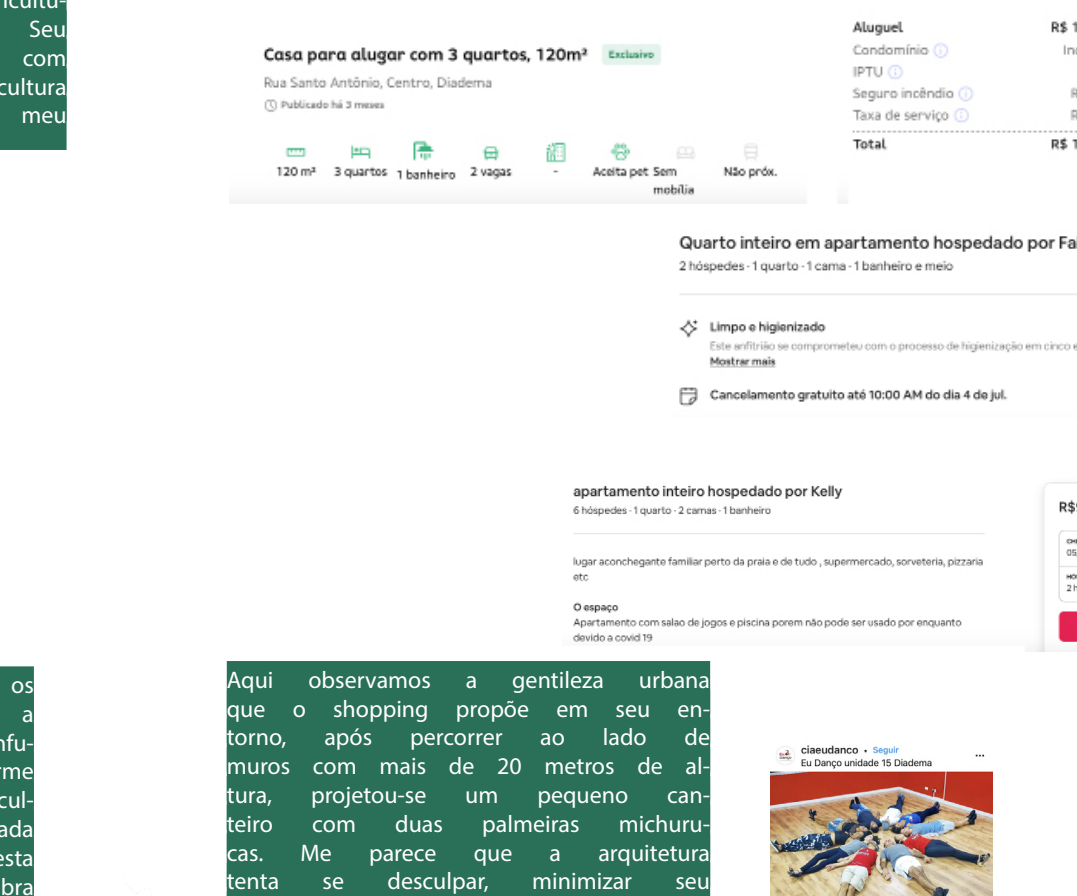 Seu
com
cultura
meu
Casa para alugar com 3 quartos, 120m² Exclusivo
Rua Santo Antônio, Centro, Diadema
Publicado há 3 meses
120 m² 3 quartos 1 banheiro 2 vagas - Aceita pet Sem mobília Não próx.
Aluguel R$ 1
Condomínio
IPTU
Seguro incêndio R
Taxa de serviço R
Total R$ 1
Quarto inteiro em apartamento hospedado por
2 hóspedes · 1 quarto · 1 cama · 1 banheiro e meio
Limpo e higienizado
Este anfitrião se comprometeu com o processo de higienização em cinco e
Mostrar mais
Cancelamento gratuito até 10:00 AM do dia 4 de jul.
apartamento inteiro hospedado por Kelly
6 hóspedes · 1 quarto · 2 camas · 1 banheiro
lugar aconchegante familiar perto da praia e de tudo , supermercado, sorveteria, pizzaria
etc
O espaço
Apartamento com salao de jogos e piscina porem não pode ser usado por enquanto
devido a covid 19
R$
os
a
nfu-
rme
cul-
ada
esta
bra
Aqui observamos a gentileza urbana
que o shopping propõe em seu en-
torno, após percorrer ao lado de
muros com mais de 20 metros de al-
tura, projetou-se um pequeno can-
teiro com duas palmeiras michuru-
cas. Me parece que a arquitetura
tenta se desculpar, minimizar seu
ciaeudanco • Seguir ...
Eu Danço unidade 15 Diadema